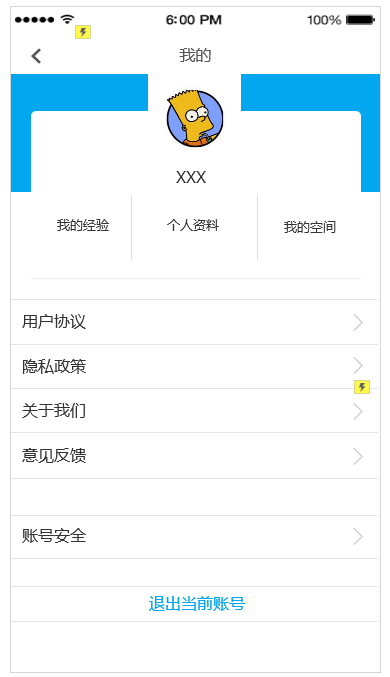 6:00 PM 100%
我的
XXX
我的经验 个人资料 我的空间
用户协议
隐私政策
关于我们
意见反馈
账号安全
退出当前账号